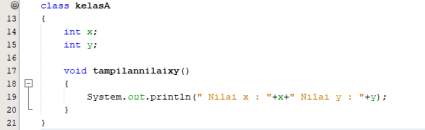 class kelasA
13 {
14 int x;
15 int y;
16
17 void tampilannilaixy()
18 {
19 System.out.println(" Nilai x : "+x+" Nilai y : "+y);
20 }
21 }